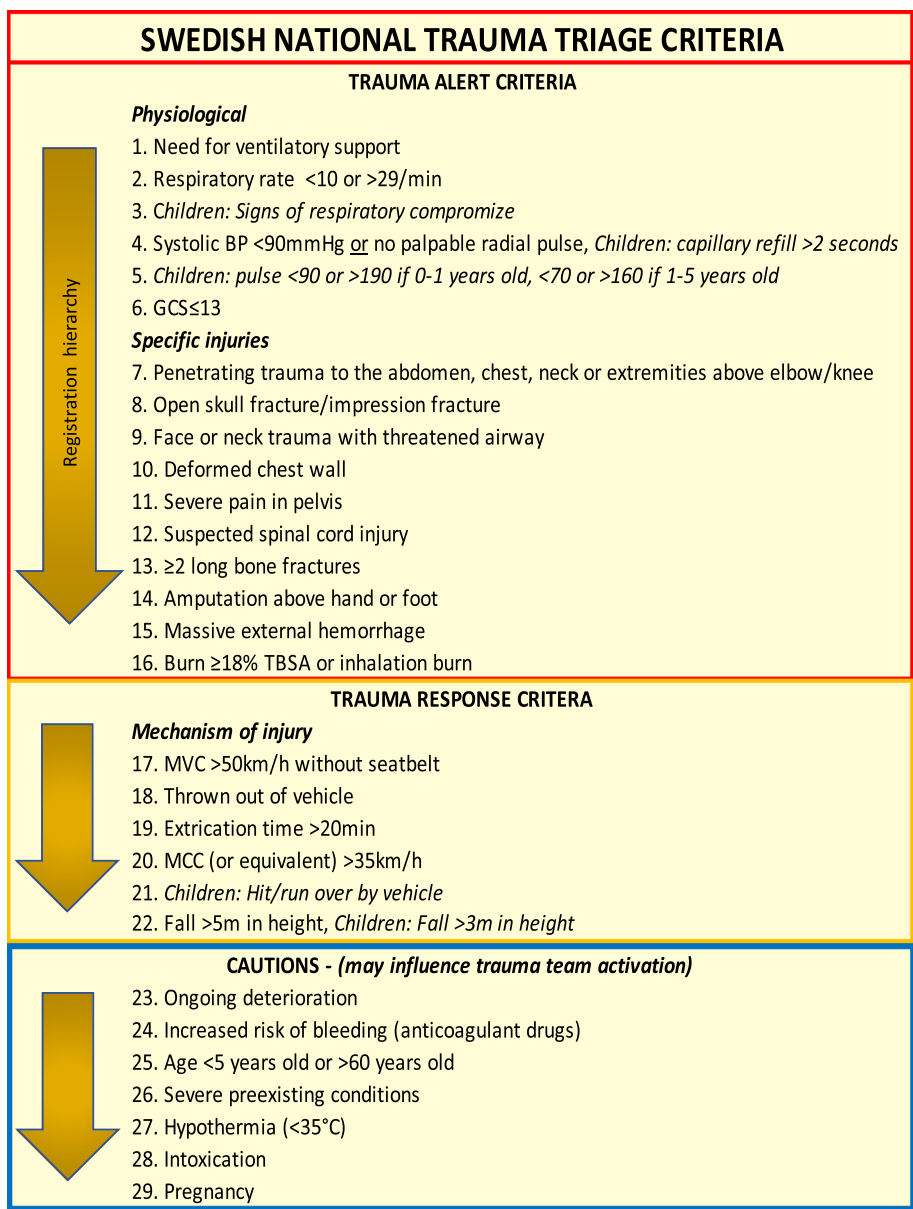 SWEDISH NATIONAL TRAUMA TRIAGE CRITERIA
TRAUMA ALERT CRITERIA
Physiological
1. Need for ventilatory support
2. Respiratory rate <10 or >29/min
3. Children: Signs of respiratory compromize
4. Systolic BP <90mmHg or no palpable radial pulse, Children: capillary refill >2 seconds
5. Children: pulse <90 or >190 if 0-1 years old, <70 or >160 if 1-5 years old
6. GCS≤13
Specific injuries
7. Penetrating trauma to the abdomen, chest, neck or extremities above elbow/knee
8. Open skull fracture/impression fracture
9. Face or neck trauma with threatened airway
10. Deformed chest wall
11. Severe pain in pelvis
12. Suspected spinal cord injury
13. ≥2 long bone fractures
14. Amputation above hand or foot
15. Massive external hemorrhage
16. Burn ≥18% TBSA or inhalation burn
Registration hierarchy
TRAUMA RESPONSE CRITERA
Mechanism of injury
17. MVC >50km/h without seatbelt
18. Thrown out of vehicle
19. Extrication time >20min
20. MCC (or equivalent) >35km/h
21. Children: Hit/run over by vehicle
22. Fall >5m in height, Children: Fall >3m in height
CAUTIONS - (may influence trauma team activation)
23. Ongoing deterioration
24. Increased risk of bleeding (anticoagulant drugs)
25. Age <5 years old or >60 years old
26. Severe preexisting conditions
27. Hypothermia (<35°C)
28. Intoxication
29. Pregnancy